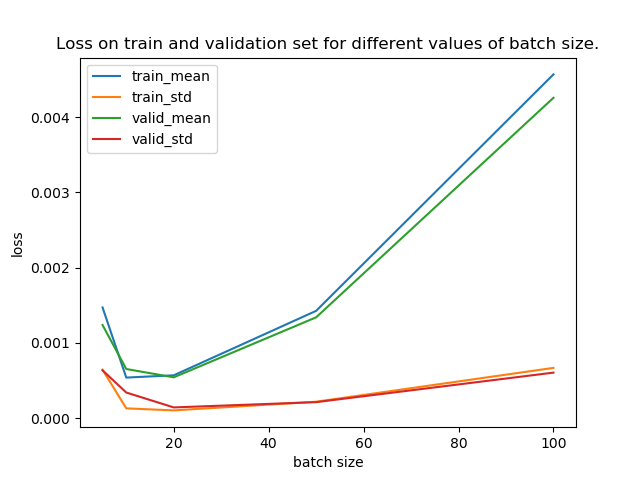 Loss on train and validation set for different values of batch size.
train_mean
train_std
valid_mean
valid_std
loss
0.004
0.003
0.002
0.001
0.000
20 40 60 80 100
batch size